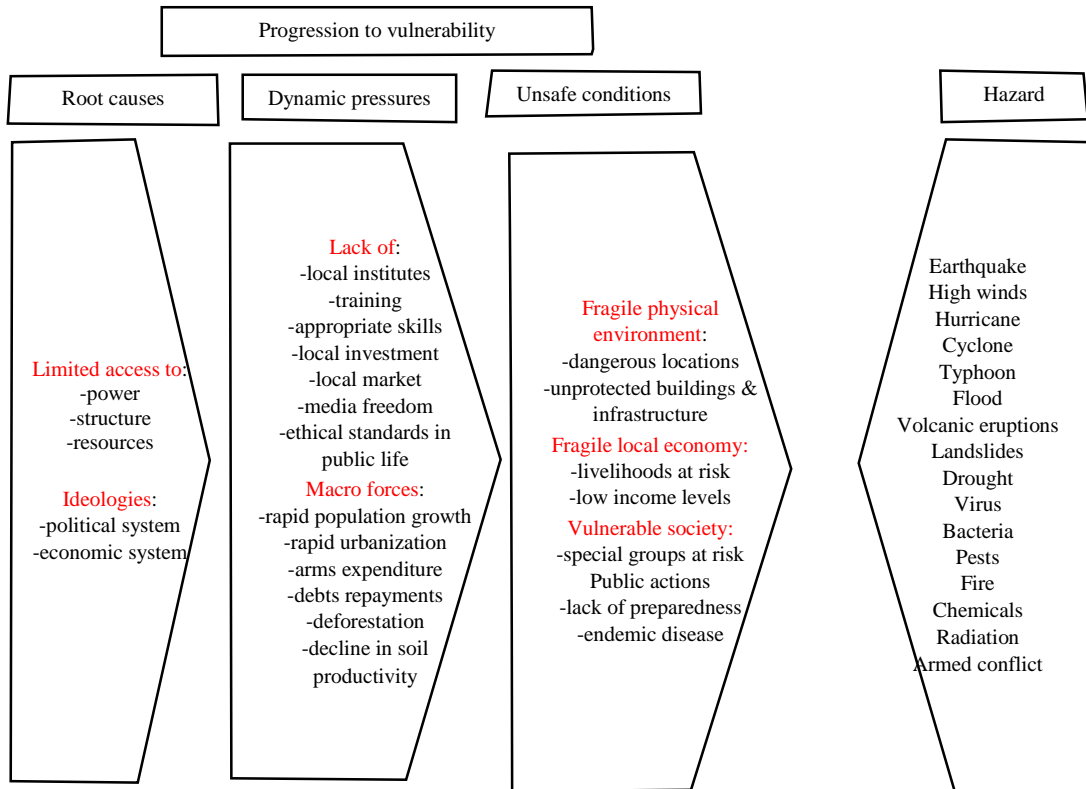 Progression to vulnerability
Root causes
Dynamic pressures
Unsafe conditions
Hazard
Limited access to:
-power
-structure
-resources
Ideologies:
-political system
-economic system
Lack of:
-local institutes
-training
-appropriate skills
-local investment
-local market
-media freedom
-ethical standards in
public life
Macro forces:
-rapid population growth
-rapid urbanization
-arms expenditure
-debts repayments
-deforestation
-decline in soil
productivity
Fragile physical
environment:
-dangerous locations
-unprotected buildings &
infrastructure
Fragile local economy:
-livelihoods at risk
-low income levels
Vulnerable society:
-special groups at risk
Public actions
-lack of preparedness
-endemic disease
Earthquake
High winds
Hurricane
Cyclone
Typhoon
Flood
Volcanic eruptions
Landslides
Drought
Virus
Bacteria
Pests
Fire
Chemicals
Radiation
Armed conflict